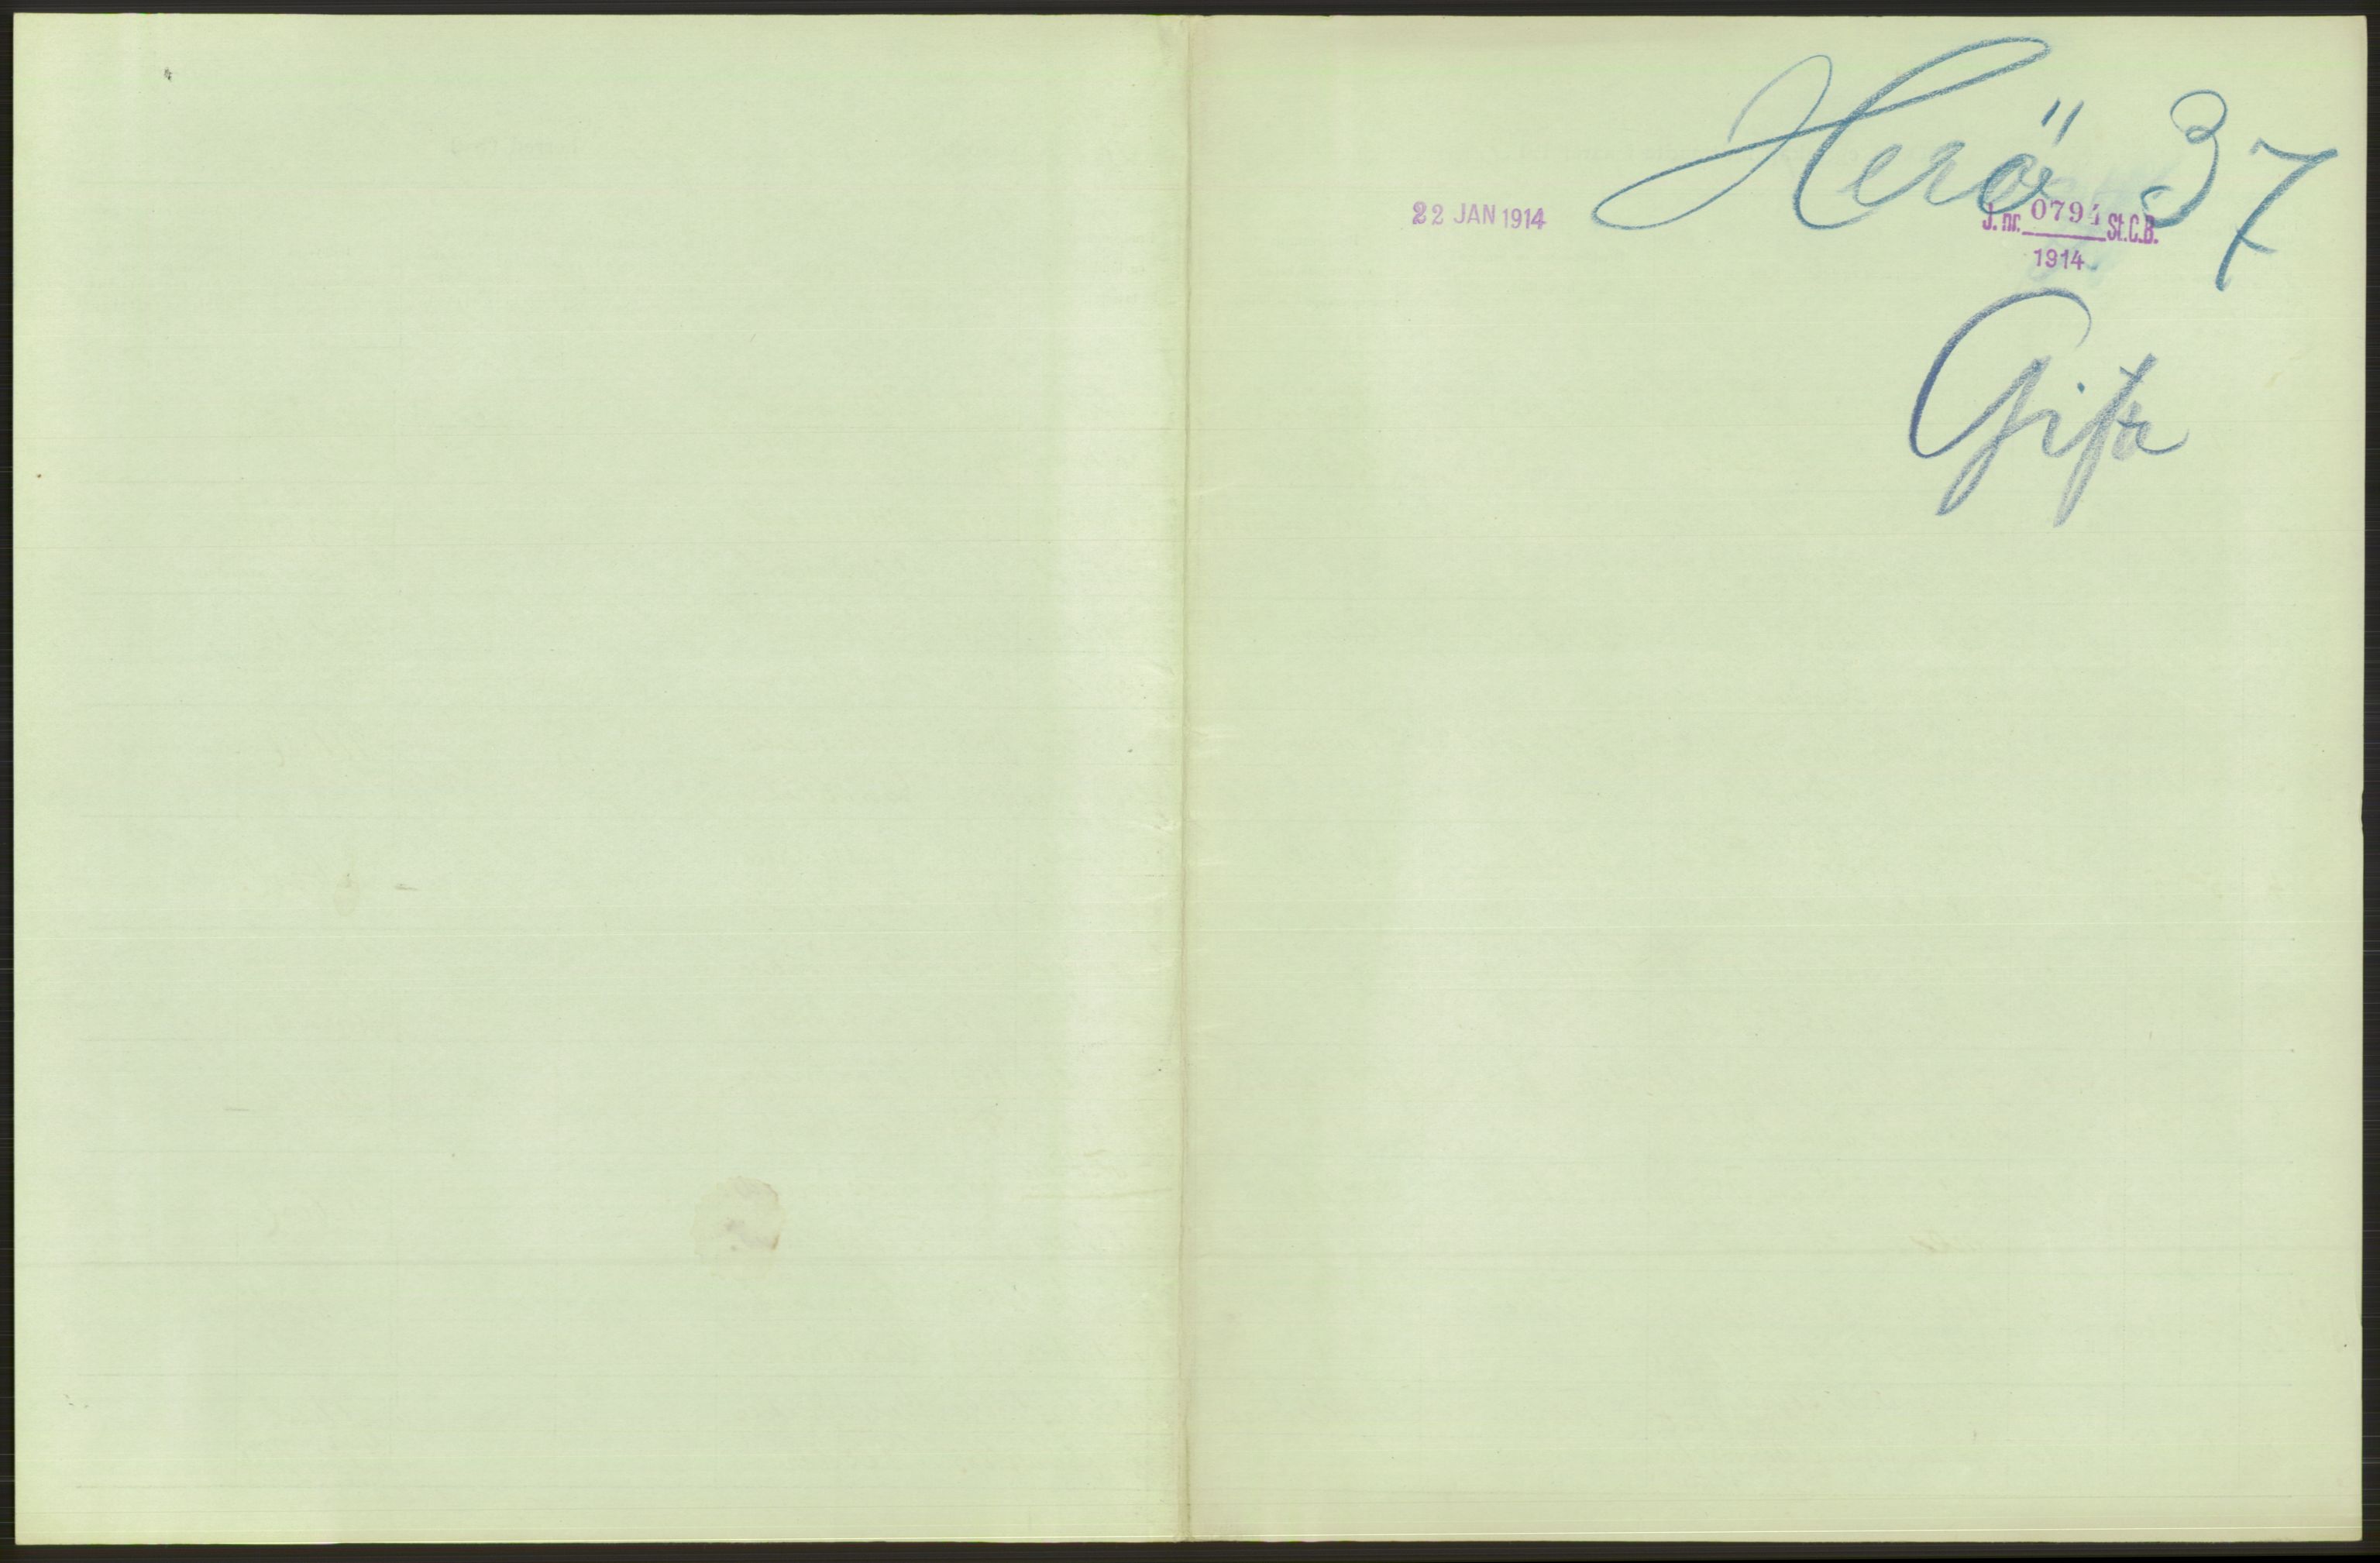 Herö 37
22 JAN 1914
J. nr. 0794 St.C.B.
1914
Gifte